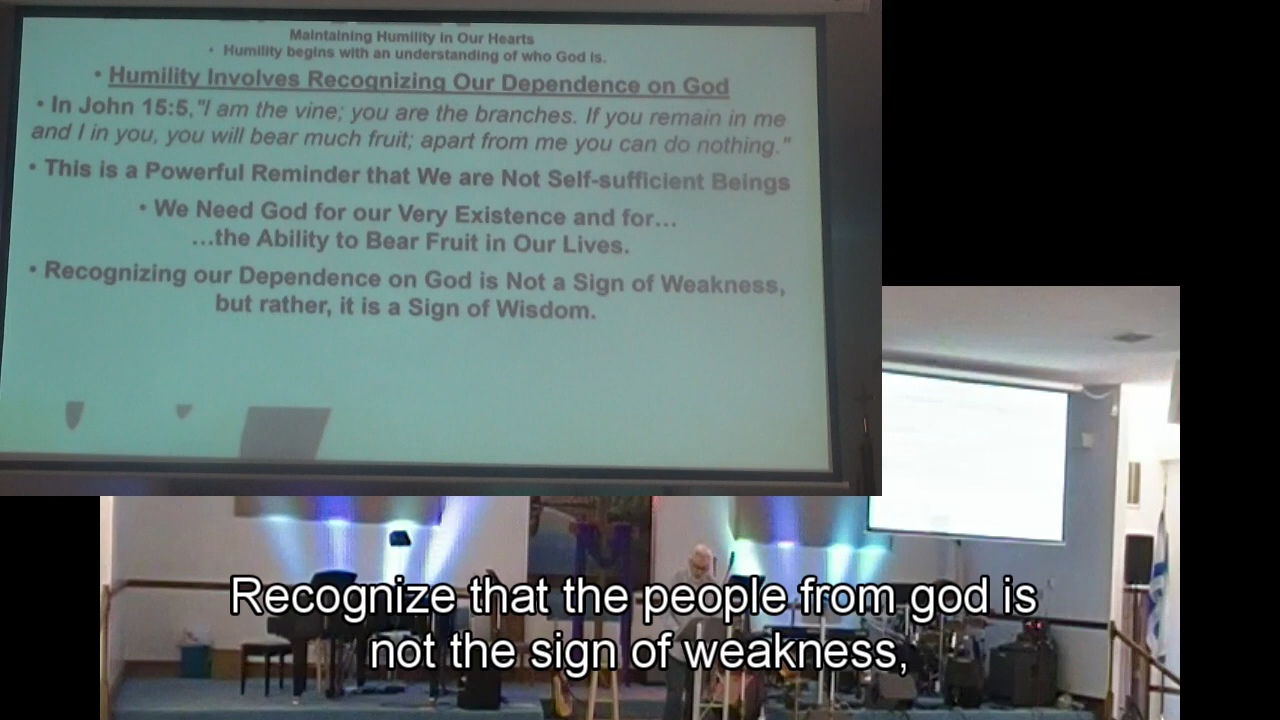 Maintaining Humility in Our Hearts
• Humility begins with an understanding of who God is.
• Humility Involves Recognizing Our Dependence on God
• In John 15:5, "I am the vine; you are the branches. If you remain in me
and I in you, you will bear much fruit; apart from me you can do nothing."
• This is a Powerful Reminder that We are Not Self-sufficient Beings
• We Need God for our Very Existence and for…
…the Ability to Bear Fruit in Our Lives.
• Recognizing our Dependence on God is Not a Sign of Weakness,
but rather, it is a Sign of Wisdom.
Recognize that the people from god is
not the sign of weakness,